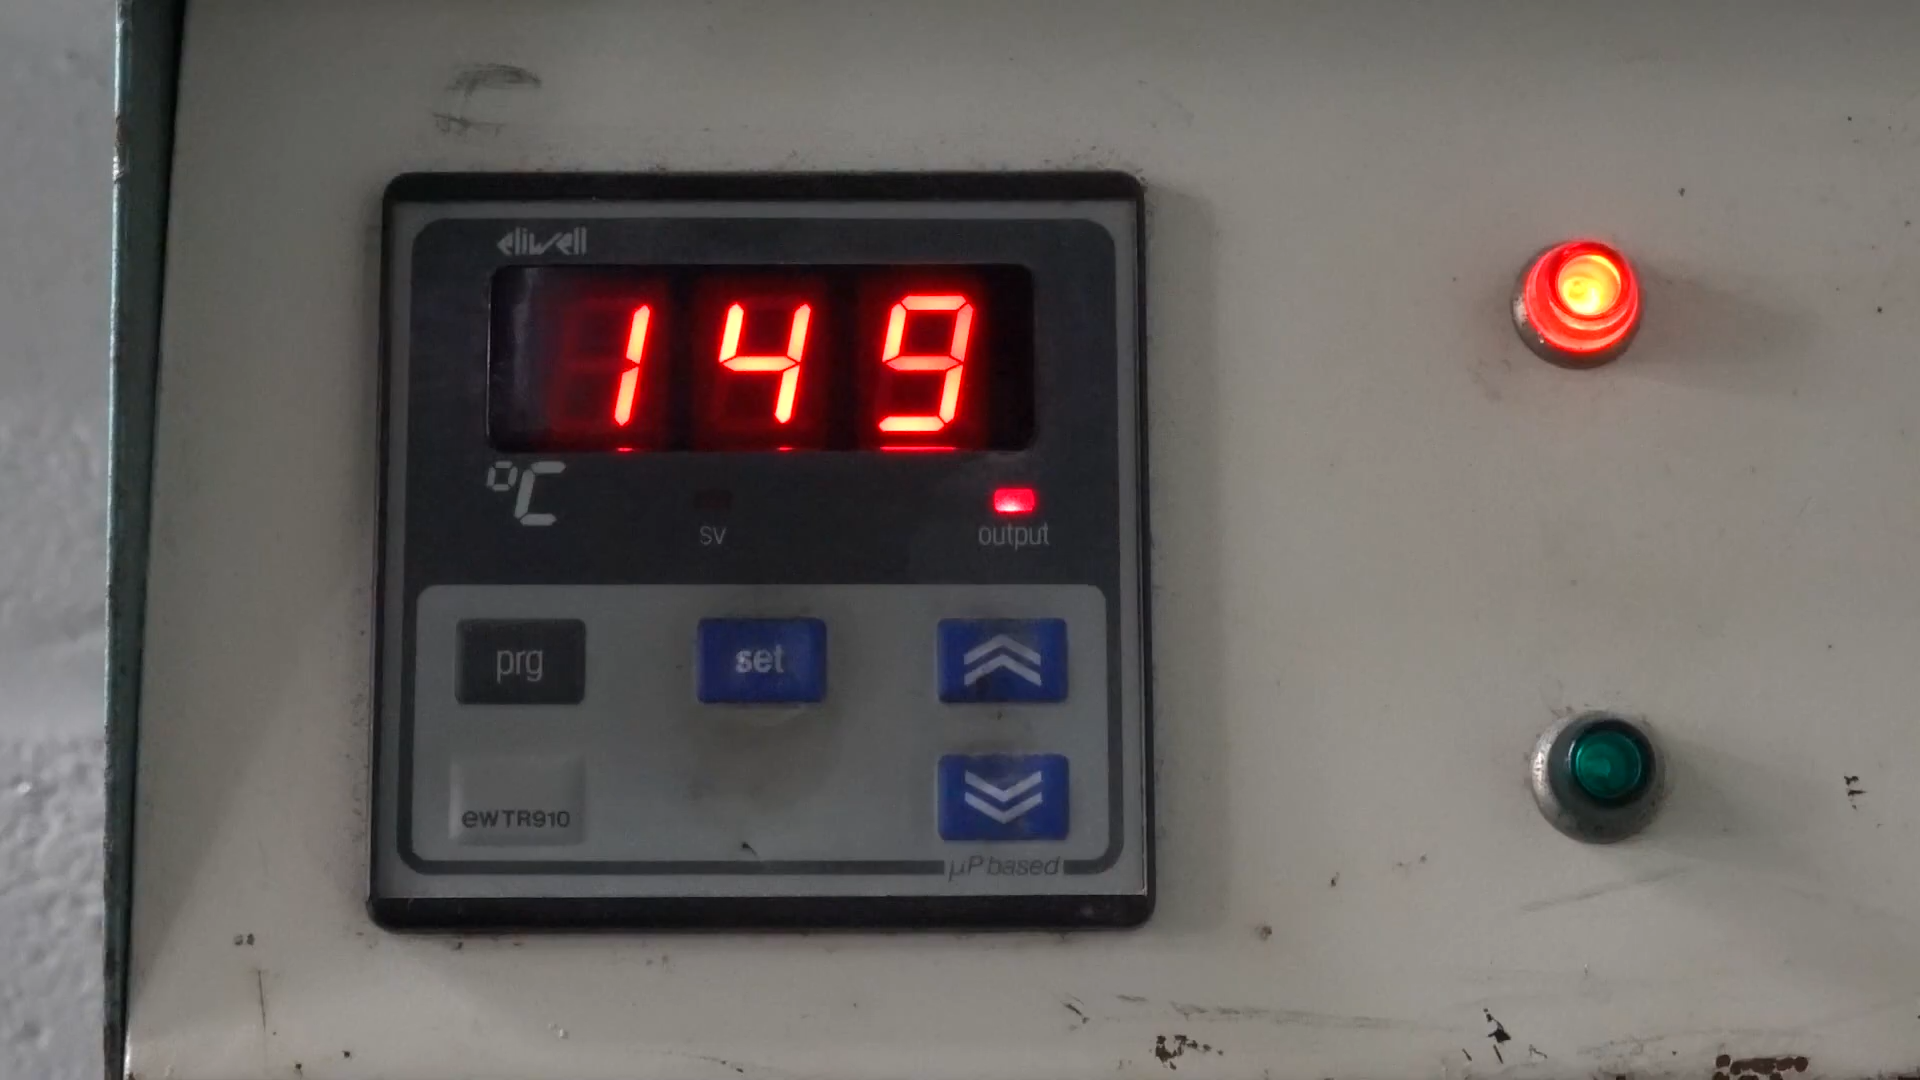 eliwell
149
°C
SV
output
prg
set
ewTR910
µP based